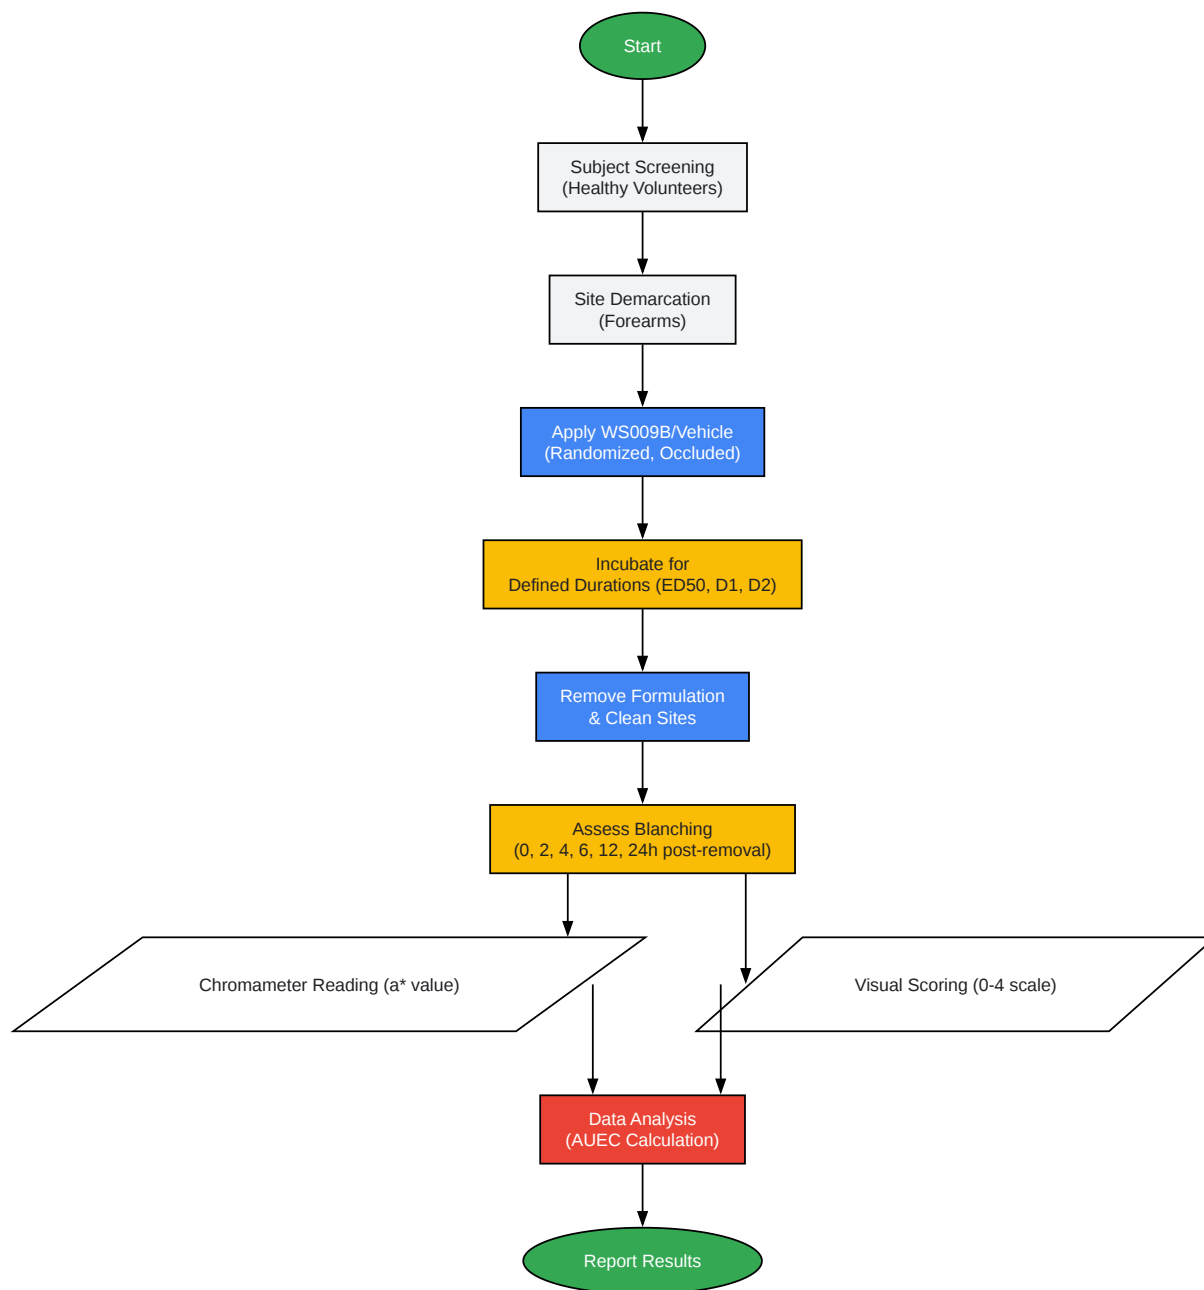 Start
Subject Screening
(Healthy Volunteers)
Site Demarcation
(Forearms)
Apply WS009B/Vehicle
(Randomized, Occluded)
Incubate for
Defined Durations (ED50, D1, D2)
Remove Formulation
& Clean Sites
Assess Blanching
(0, 2, 4, 6, 12, 24h post-removal)
Chromameter Reading (a* value)
Visual Scoring (0-4 scale)
Data Analysis
(AUEC Calculation)
Report Results